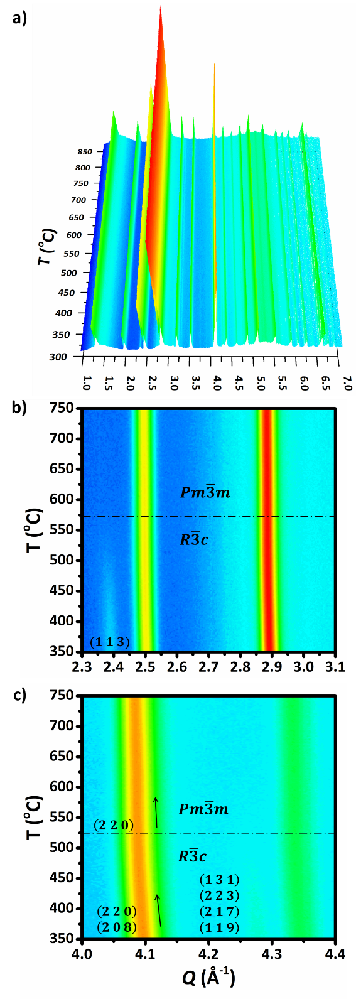 a)
850
800
750
700
650
600
550
500
450
400
350
300
T (°C)
1.0 1.5 2.0 2.5 3.0 3.5 4.0 4.5 5.0 5.5 6.0 6.5 7.0
b)
750
700
650
600
550
500
450
400
350
T (°C)
Pm3̅m
R3̅c
(1 1 3)
2.3 2.4 2.5 2.6 2.7 2.8 2.9 3.0 3.1
c)
750
700
650
600
550
500
450
400
350
T (°C)
Pm3̅m
(2 2 0)
R3̅c
(1 3 1)
(2 2 3)
(2 2 0) (2 1 7)
(2 0 8) (1 1 9)
4.0 4.1 4.2 4.3 4.4
Q (Å⁻¹)